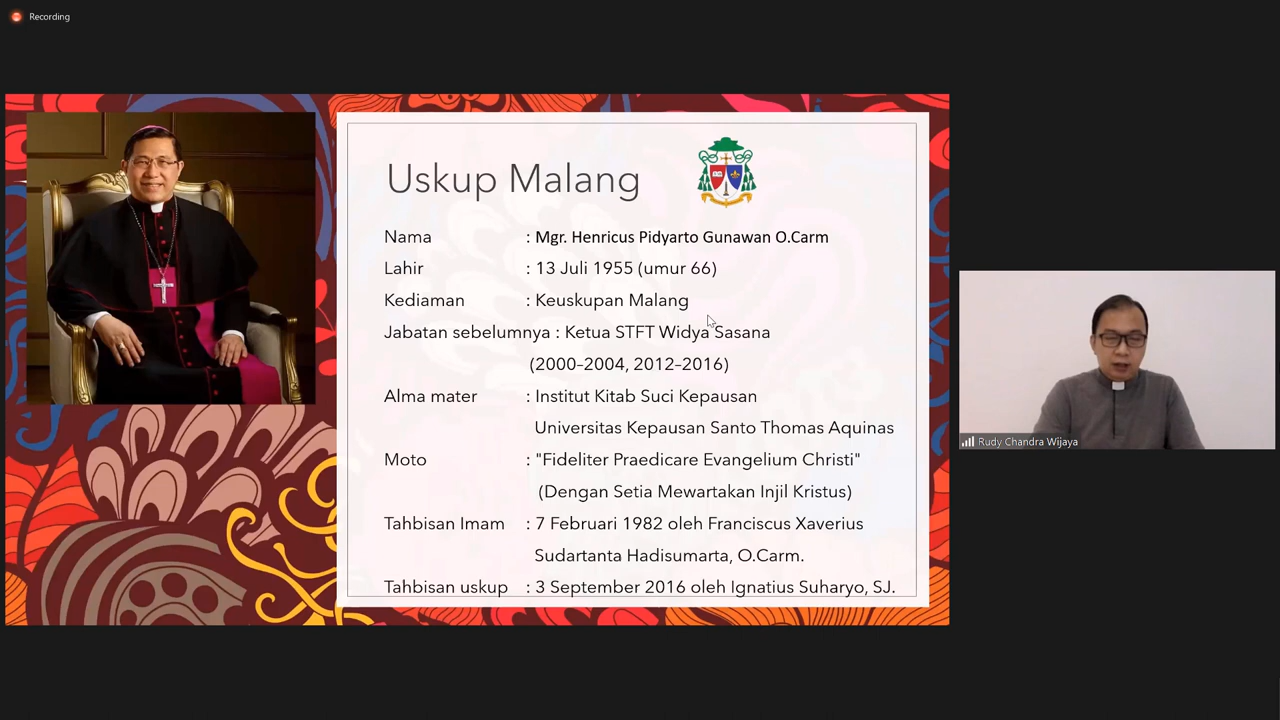 Recording
Uskup Malang
Nama : Mgr. Henricus Pidyarto Gunawan O.Carm
Lahir : 13 Juli 1955 (umur 66)
Kediaman : Keuskupan Malang
Jabatan sebelumnya : Ketua STFT Widya Sasana
(2000–2004, 2012–2016)
Alma mater : Institut Kitab Suci Kepausan
Universitas Kepausan Santo Thomas Aquinas
Moto : "Fideliter Praedicare Evangelium Christi"
(Dengan Setia Mewartakan Injil Kristus)
Tahbisan Imam : 7 Februari 1982 oleh Franciscus Xaverius
Sudartanta Hadisumarta, O.Carm.
Tahbisan uskup : 3 September 2016 oleh Ignatius Suharyo, SJ.
Rudy Chandra Wijaya